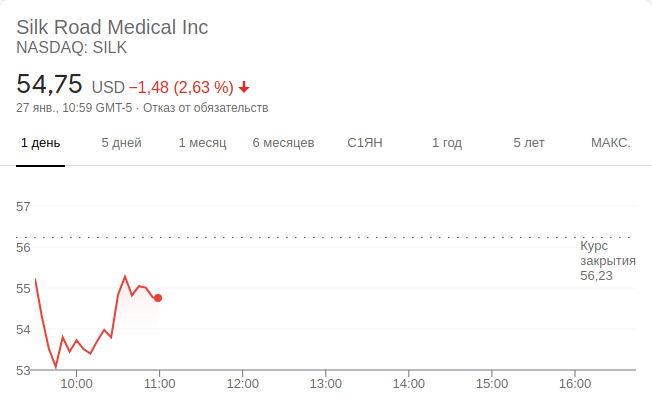 Silk Road Medical Inc
NASDAQ: SILK
54,75 USD −1,48 (2,63 %)
27 янв., 10:59 GMT-5 · Отказ от обязательств
1 день 5 дней 1 месяц 6 месяцев С1ЯН 1 год 5 лет МАКС.
57
56
Курс
закрытия
56,23
55
54
53
10:00 11:00 12:00 13:00 14:00 15:00 16:00